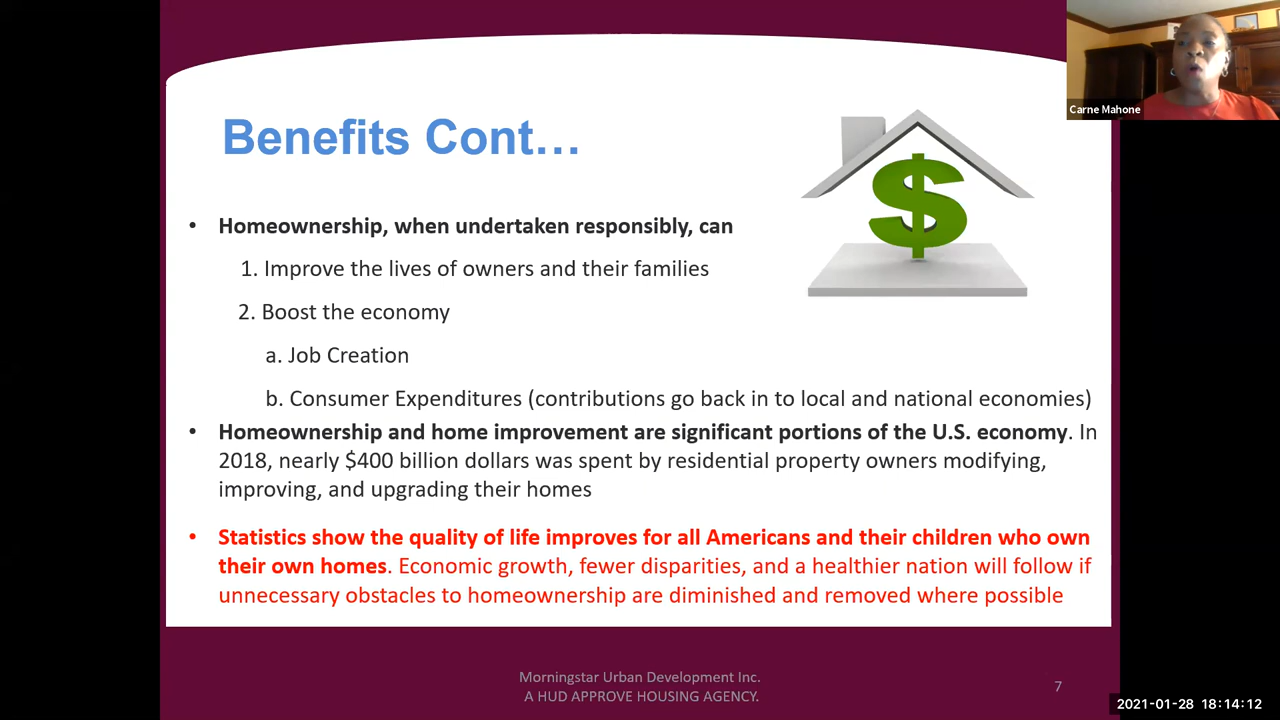 Carne Mahone
Benefits Cont…
• Homeownership, when undertaken responsibly, can
1. Improve the lives of owners and their families
2. Boost the economy
a. Job Creation
b. Consumer Expenditures (contributions go back in to local and national economies)
• Homeownership and home improvement are significant portions of the U.S. economy. In
2018, nearly $400 billion dollars was spent by residential property owners modifying,
improving, and upgrading their homes
• Statistics show the quality of life improves for all Americans and their children who own
their own homes. Economic growth, fewer disparities, and a healthier nation will follow if
unnecessary obstacles to homeownership are diminished and removed where possible
Morningstar Urban Development Inc.
A HUD APPROVE HOUSING AGENCY.
7
2021-01-28 18:14:12